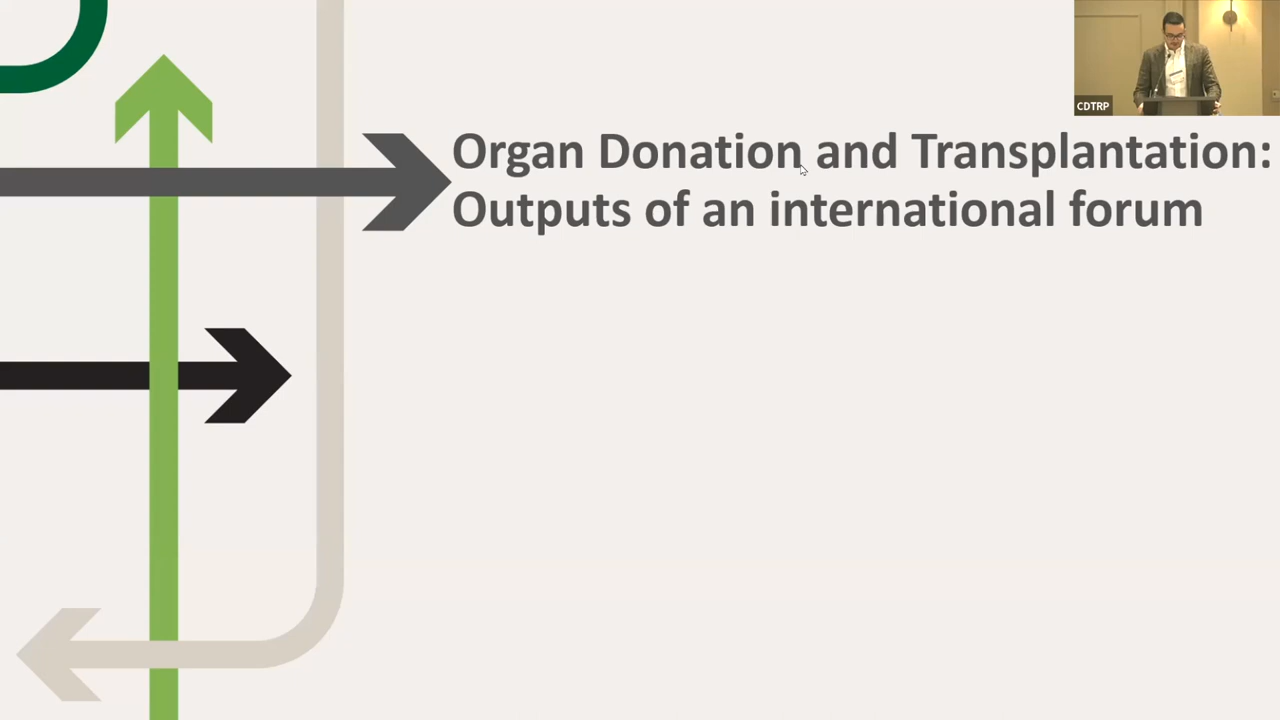 Organ Donation and Transplantation:
Outputs of an international forum
CDTRP